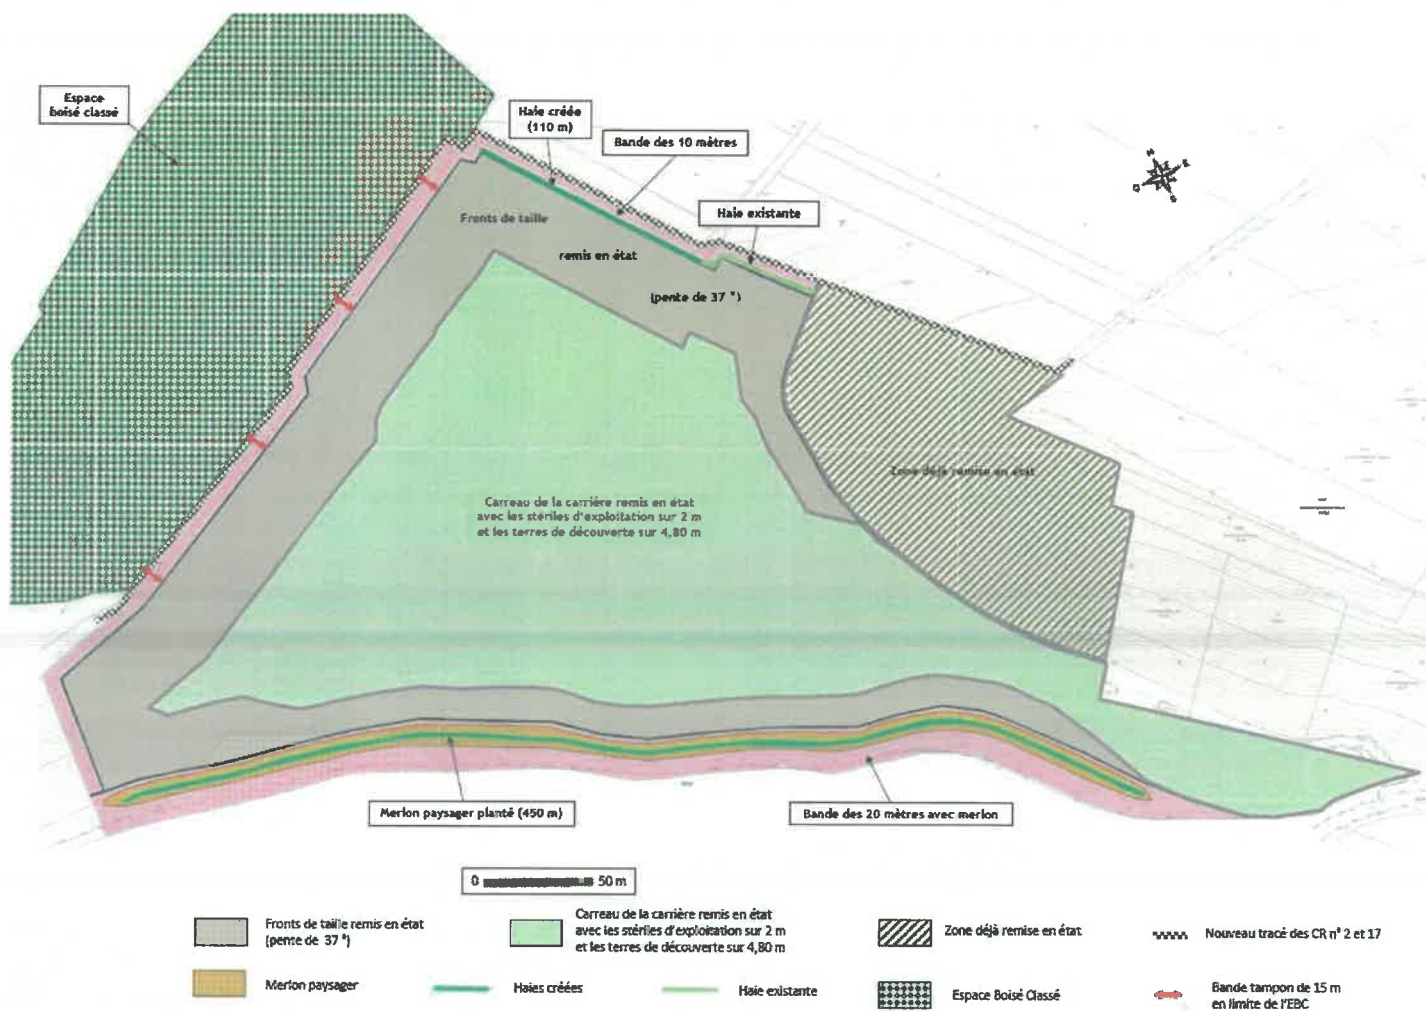 Espace
boisé classé
Haie créée
(110 m)
Bande des 10 mètres
Haie existante
N
E
S
O
Fronts de taille
remis en état
(pente de 37 °)
Zone déjà remise en état
Carreau de la carrière remis en état
avec les stériles d'exploitation sur 2 m
et les terres de découverte sur 4,80 m
Merlon paysager planté (450 m)
Bande des 20 mètres avec merlon
0 50 m
Fronts de taille remis en état
(pente de 37 °)
Carreau de la carrière remis en état
avec les stériles d'exploitation sur 2 m
et les terres de découverte sur 4,80 m
Zone déjà remise en état
Nouveau tracé des CR n° 2 et 17
Merlon paysager
Haies créées
Haie existante
Espace Boisé Classé
Bande tampon de 15 m
en limite de l'EBC